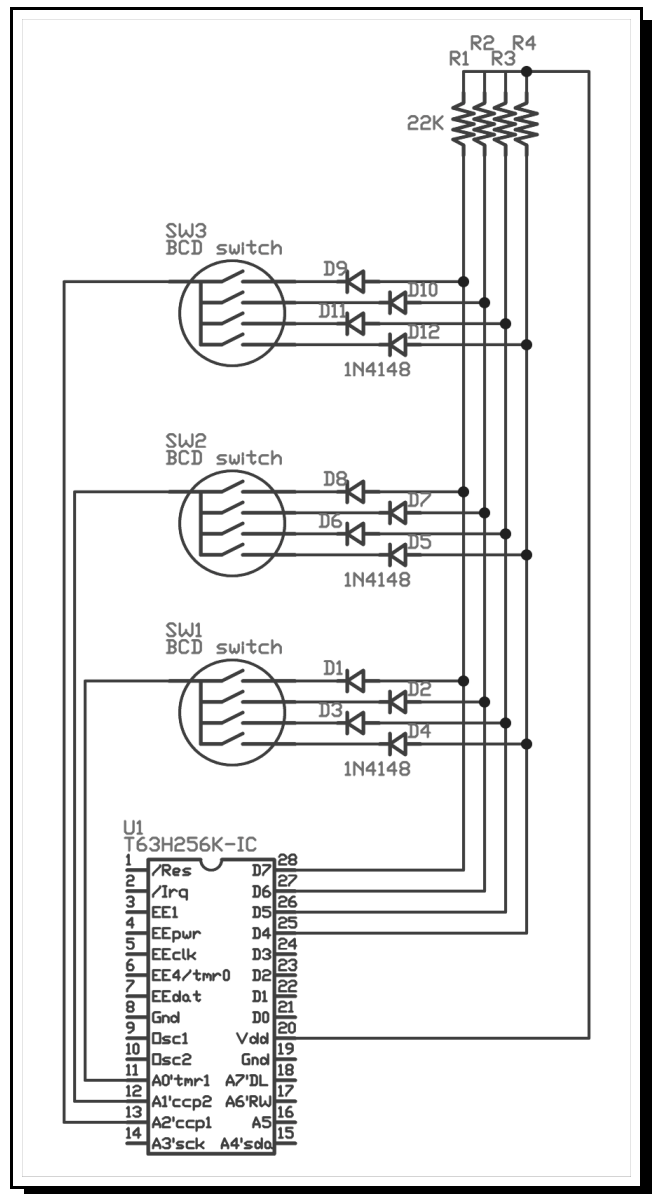 R2 R4
R1 R3
22K
SW3
BCD switch
D9
D10
D11
D12
1N4148
SW2
BCD switch
D8
D7
D6
D5
1N4148
SW1
BCD switch
D1
D2
D3
D4
1N4148
U1
T63H256K-IC
1 /Res D7 28
2 /Irq D6 27
3 EE1 D5 26
4 EEpwr D4 25
5 EEclk D3 24
6 EE4/tmr0 D2 23
7 EEdat D1 22
8 Gnd D0 21
9 Osc1 Vdd 20
10 Osc2 Gnd 19
11 A0'tmr1 A7'DL 18
12 A1'ccp2 A6'RW 17
13 A2'ccp1 A5 16
14 A3'sck A4'sda 15